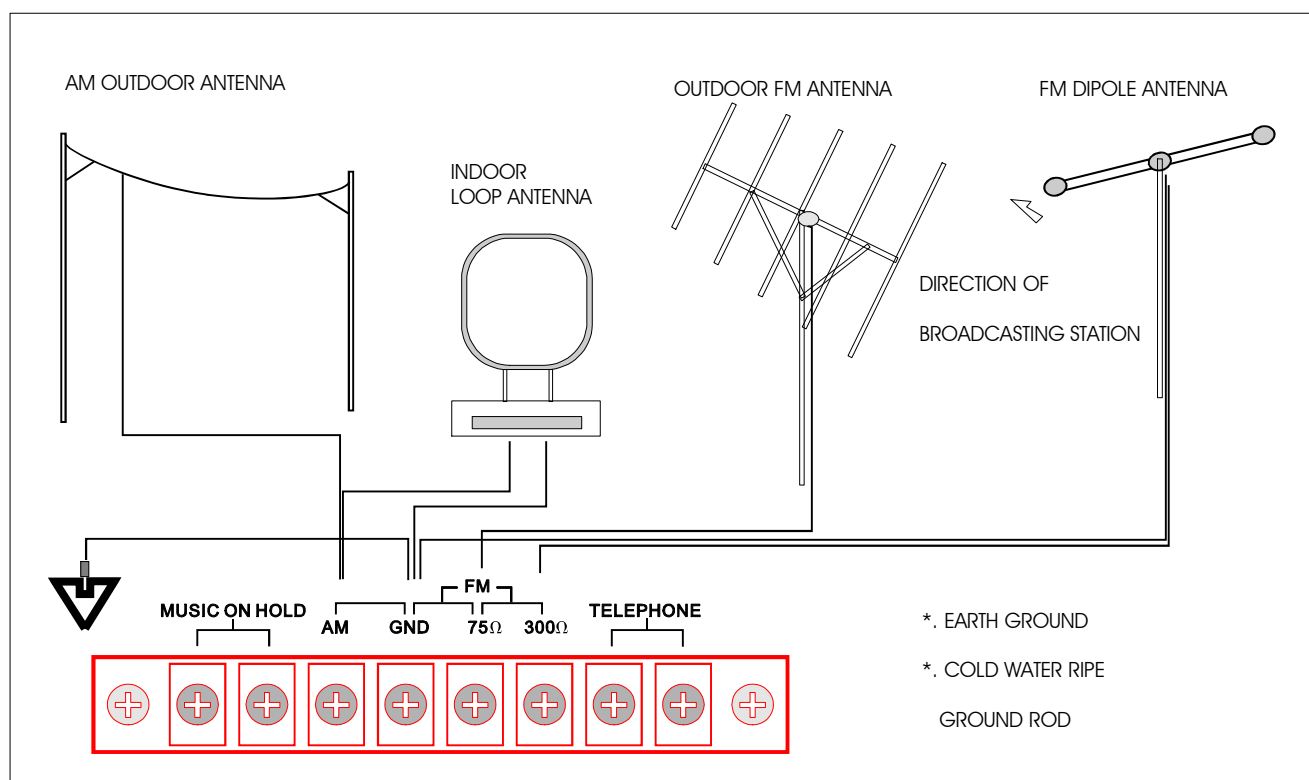 AM OUTDOOR ANTENNA
OUTDOOR FM ANTENNA
FM DIPOLE ANTENNA
INDOOR
LOOP ANTENNA
DIRECTION OF
BROADCASTING STATION
FM
MUSIC ON HOLD
TELEPHONE
AM
GND
75Ω
300Ω
*. EARTH GROUND
*. COLD WATER RIPE
GROUND ROD